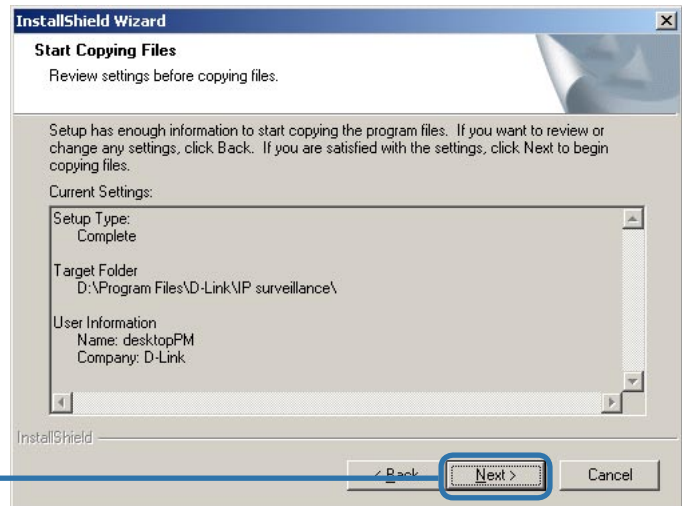 InstallShield Wizard
Start Copying Files
Review settings before copying files.
Setup has enough information to start copying the program files. If you want to review or
change any settings, click Back. If you are satisfied with the settings, click Next to begin
copying files.
Current Settings:
Setup Type:
Complete
Target Folder
D:\Program Files\D-Link\IP surveillance\
User Information
Name: desktopPM
Company: D-Link
InstallShield
< Back
Next >
Cancel